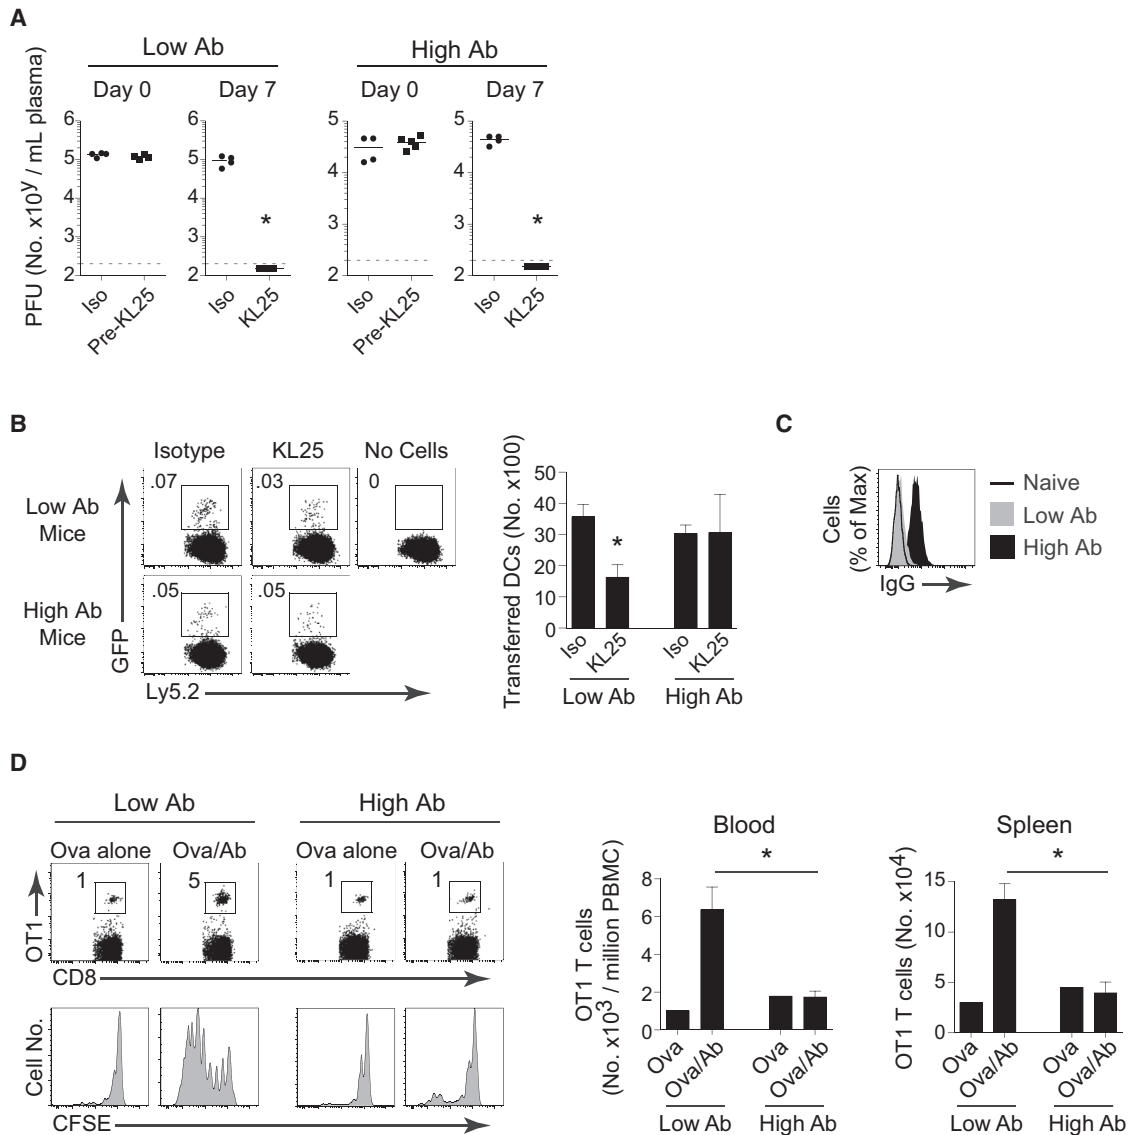 A
Low Ab
High Ab
Day 0
Day 7
Day 0
Day 7
PFU (No. x10^y / mL plasma)
6
5
4
3
2
Iso
Pre-KL25
6
5
4
3
2
*
Iso
KL25
5
4
3
2
Iso
Pre-KL25
5
4
3
2
*
Iso
KL25
B
Isotype
KL25
No Cells
Low Ab
Mice
.07
.03
0
High Ab
Mice
.05
.05
GFP
Ly5.2
Transferred DCs (No. x100)
50
40
30
20
10
0
*
Iso
KL25
Iso
KL25
Low Ab
High Ab
C
Cells
(% of Max)
IgG
Naive
Low Ab
High Ab
D
Low Ab
High Ab
Ova alone
Ova/Ab
Ova alone
Ova/Ab
1
5
1
1
OT1
CD8
Cell No.
CFSE
Blood
OT1 T cells
(No. x10^3 / million PBMC)
8
6
4
2
0
*
Ova
Ova/Ab
Ova
Ova/Ab
Low Ab
High Ab
Spleen
OT1 T cells (No. x10^4)
15
10
5
0
*
Ova
Ova/Ab
Ova
Ova/Ab
Low Ab
High Ab